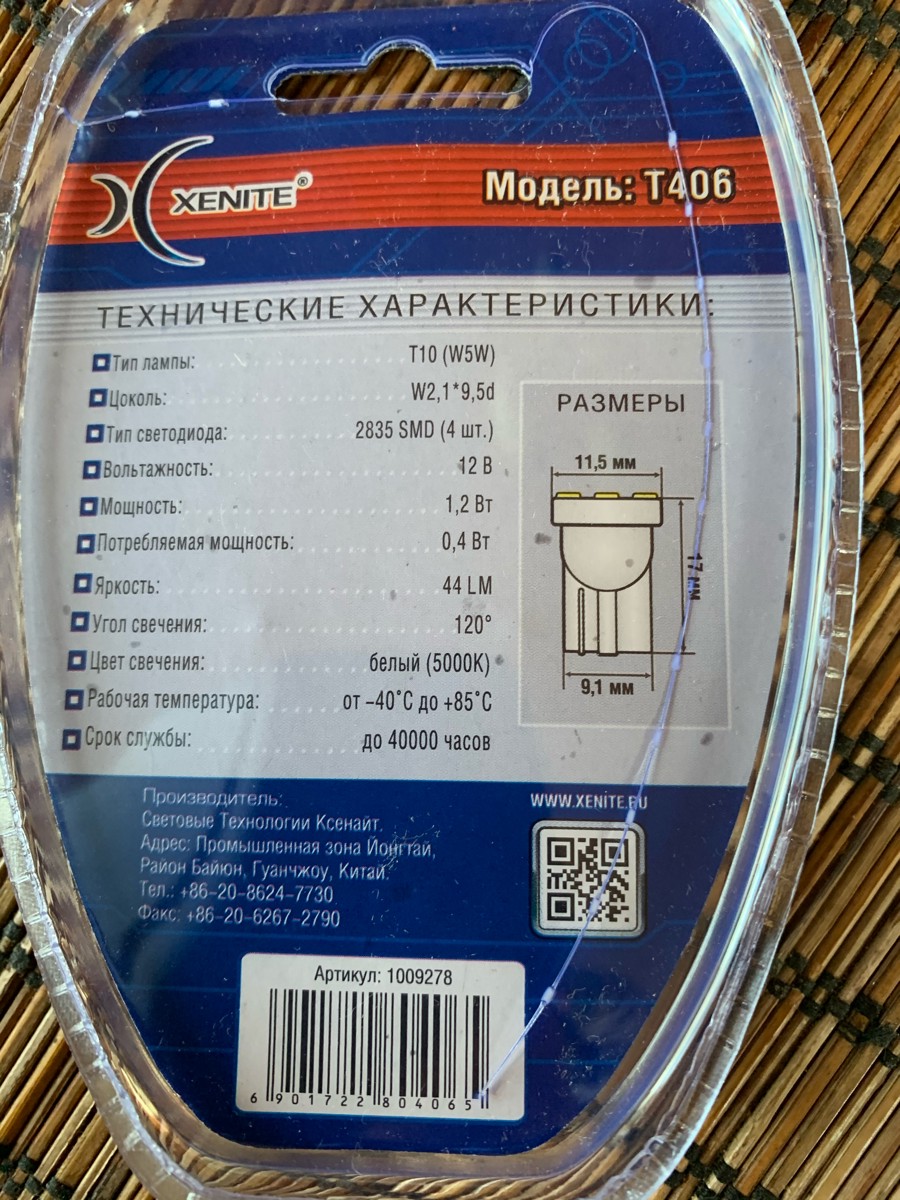 XENITE®
Модель: T406
ТЕХНИЧЕСКИЕ ХАРАКТЕРИСТИКИ:
Тип лампы: T10 (W5W)
Цоколь: W2,1*9,5d
Тип светодиода: 2835 SMD (4 шт.)
Вольтажность: 12 В
Мощность: 1,2 Вт
Потребляемая мощность: 0,4 Вт
Яркость: 44 LM
Угол свечения: 120°
Цвет свечения: белый (5000K)
Рабочая температура: от –40°C до +85°C
Срок службы: до 40000 часов
РАЗМЕРЫ
11,5 мм
17 мм
9,1 мм
Производитель:
Световые Технологии Ксенайт.
Адрес: Промышленная зона Йонгтай,
Район Байюн, Гуанчжоу, Китай.
Тел.: +86-20-8624-7730
Факс: +86-20-6267-2790
WWW.XENITE.RU
Артикул: 1009278
6 901722 804065